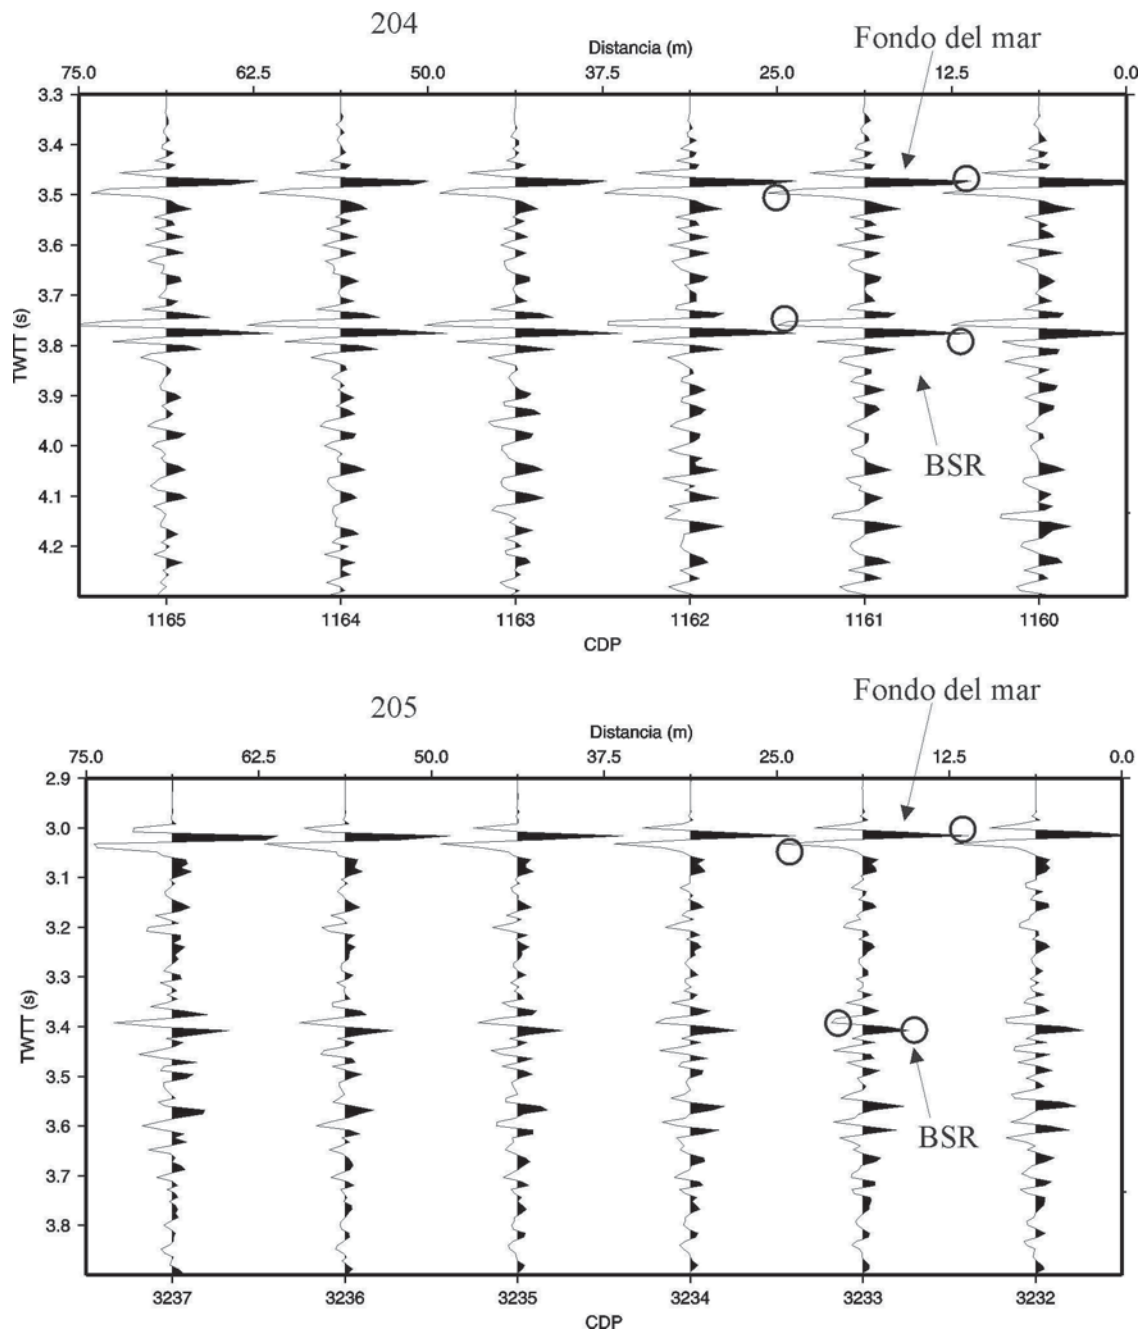 204
Fondo del mar
Distancia (m)
75.0 62.5 50.0 37.5 25.0 12.5 0.0
3.3
3.4
3.5
3.6
3.7
3.8
3.9
4.0
4.1
4.2
TWTT (s)
BSR
1165 1164 1163 1162 1161 1160
CDP
205
Fondo del mar
Distancia (m)
75.0 62.5 50.0 37.5 25.0 12.5 0.0
2.9
3.0
3.1
3.2
3.3
3.4
3.5
3.6
3.7
3.8
TWTT (s)
BSR
3237 3236 3235 3234 3233 3232
CDP